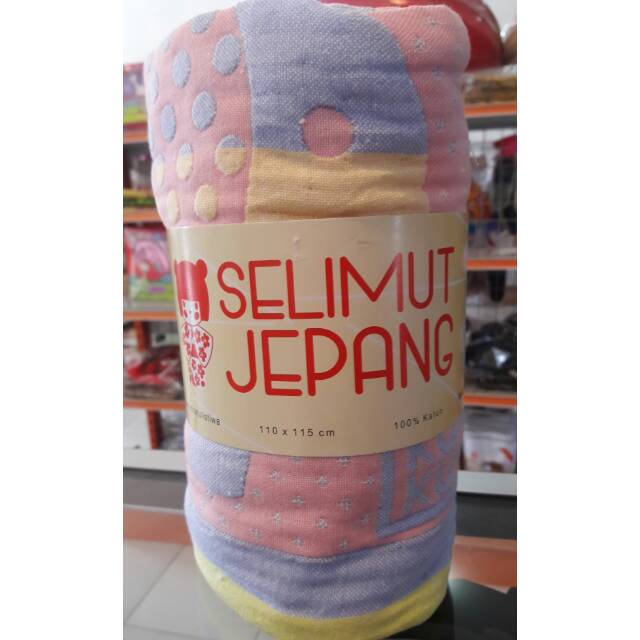 SELIMUT
JEPANG
110 x 115 cm
100% Katun